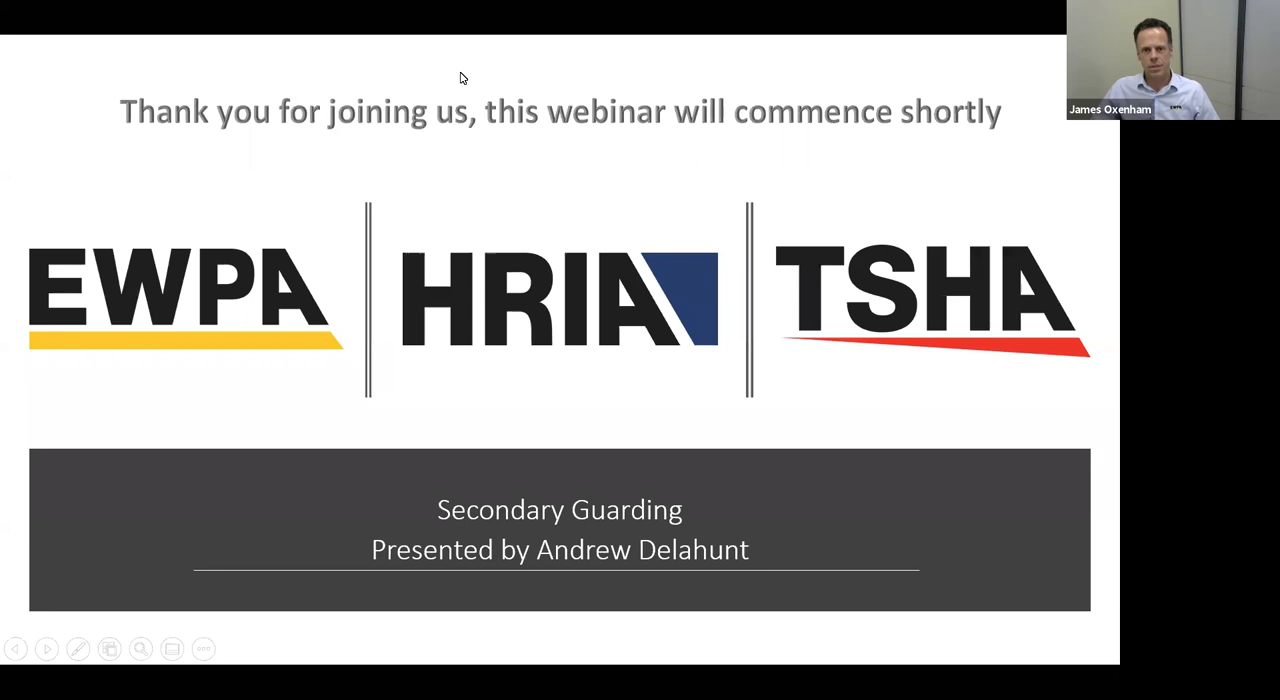 Thank you for joining us, this webinar will commence shortly
James Oxenham
EWPA
EWPA
HRIA
TSHA
Secondary Guarding
Presented by Andrew Delahunt